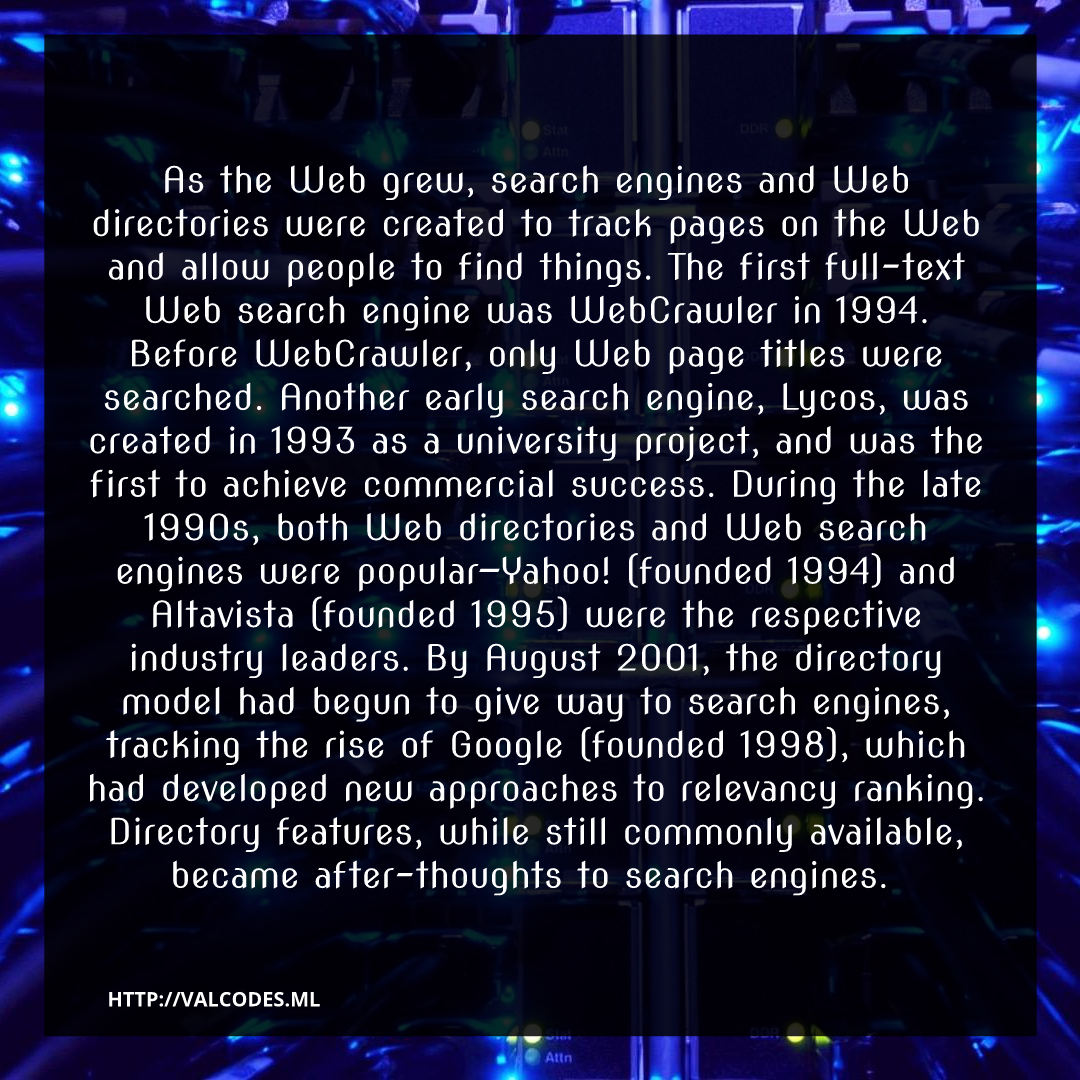 As the Web grew, search engines and Web
directories were created to track pages on the Web
and allow people to find things. The first full-text
Web search engine was WebCrawler in 1994.
Before WebCrawler, only Web page titles were
searched. Another early search engine, Lycos, was
created in 1993 as a university project, and was the
first to achieve commercial success. During the late
1990s, both Web directories and Web search
engines were popular—Yahoo! (founded 1994) and
Altavista (founded 1995) were the respective
industry leaders. By August 2001, the directory
model had begun to give way to search engines,
tracking the rise of Google (founded 1998), which
had developed new approaches to relevancy ranking.
Directory features, while still commonly available,
became after-thoughts to search engines.
HTTP://VALCODES.ML
Stat
Attn
DDR
Stat
Attn
DDR